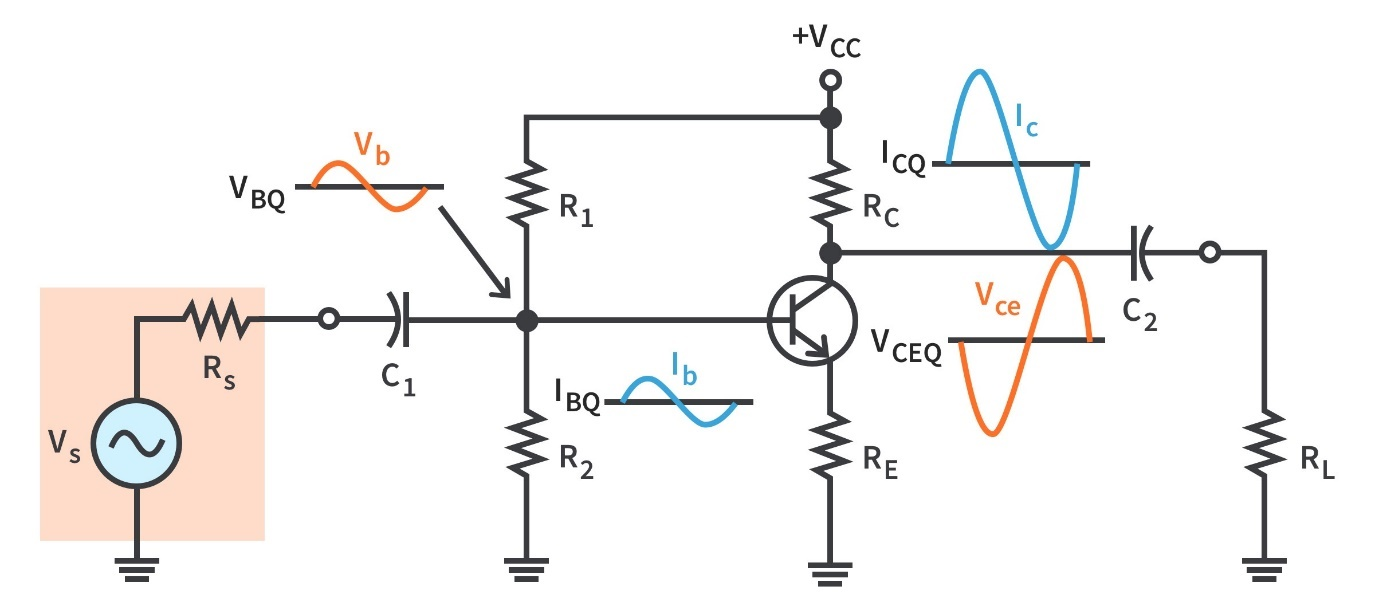 +V_CC
V_b
V_BQ
I_c
I_CQ
R_1
R_C
V_ce
C_2
V_CEQ
R_s
C_1
I_b
I_BQ
V_s
R_2
R_E
R_L